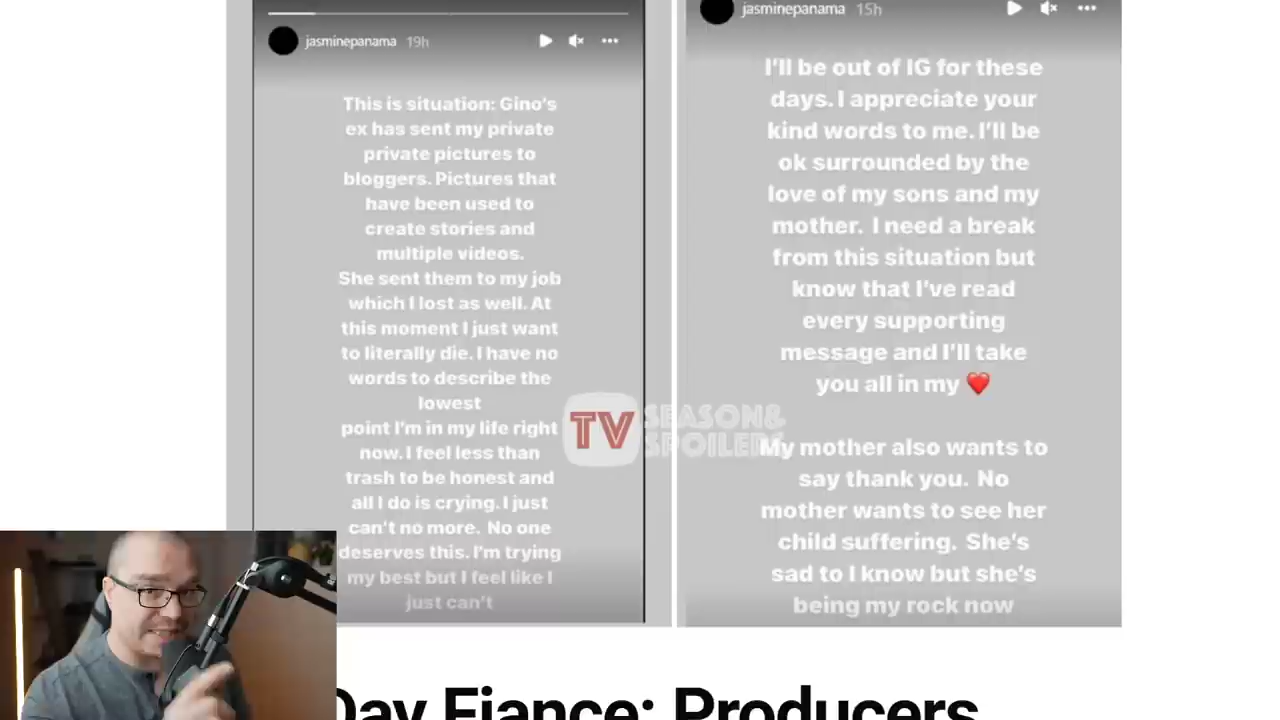 jasminepanama 19h
This is situation: Gino's
ex has sent my private
private pictures to
bloggers. Pictures that
have been used to
create stories and
multiple videos.
She sent them to my job
which I lost as well. At
this moment I just want
to literally die. I have no
words to describe the
lowest
point I'm in my life right
now. I feel less than
trash to be honest and
all I do is crying. I just
can't no more. No one
deserves this. I'm trying
my best but I feel like I
just can't
jasminepanama 15h
I'll be out of IG for these
days. I appreciate your
kind words to me. I'll be
ok surrounded by the
love of my sons and my
mother. I need a break
from this situation but
know that I've read
every supporting
message and I'll take
you all in my ❤️
My mother also wants to
say thank you. No
mother wants to see her
child suffering. She's
sad to I know but she's
being my rock now
TV SEASON&
SPOILERS
Day Fiance: Producers